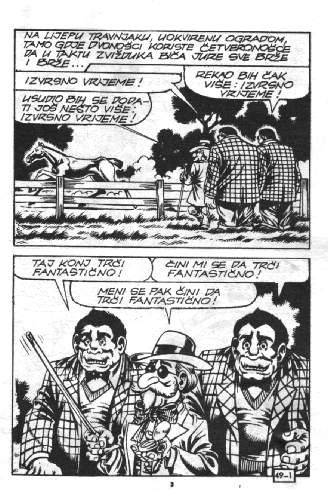 NA LIJEPU TRAVNJAKU, UOKVIRENU OGRADOM,
TAMO GDJE DVONOŠCI KORISTE ČETVERONOŠCE
DA U TAKTU ZVIŽDUKA BIČA JURE SVE BRŽE
I BRŽE...
IZVRSNO VRIJEME!
REKAO BIH ČAK
VIŠE: IZVRSNO
VRIJEME!
USUDIO BIH SE DODA-
TI JOŠ NEŠTO VIŠE:
IZVRSNO VRIJEME!
TAJ KONJ TRČI
FANTASTIČNO!
ČINI MI SE DA TRČI
FANTASTIČNO!
MENI SE PAK ČINI DA
TRČI FANTASTIČNO!
49-1
3